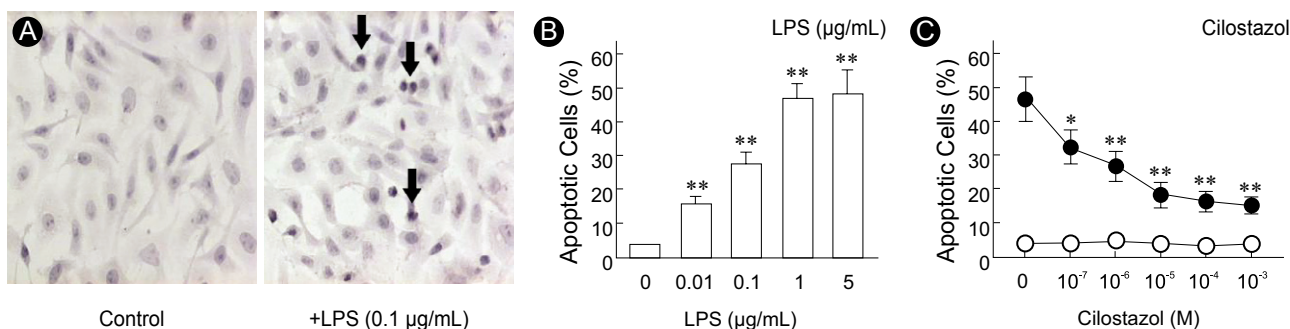 A
Control
+LPS (0.1 µg/mL)
B
LPS (µg/mL)
Apoptotic Cells (%)
60
50
40
30
20
10
0
**
**
**
**
0 0.01 0.1 1 5
LPS (µg/mL)
C
Cilostazol
Apoptotic Cells (%)
60
50
40
30
20
10
0
*
**
**
**
**
0 10⁻⁷ 10⁻⁶ 10⁻⁵ 10⁻⁴ 10⁻³
Cilostazol (M)